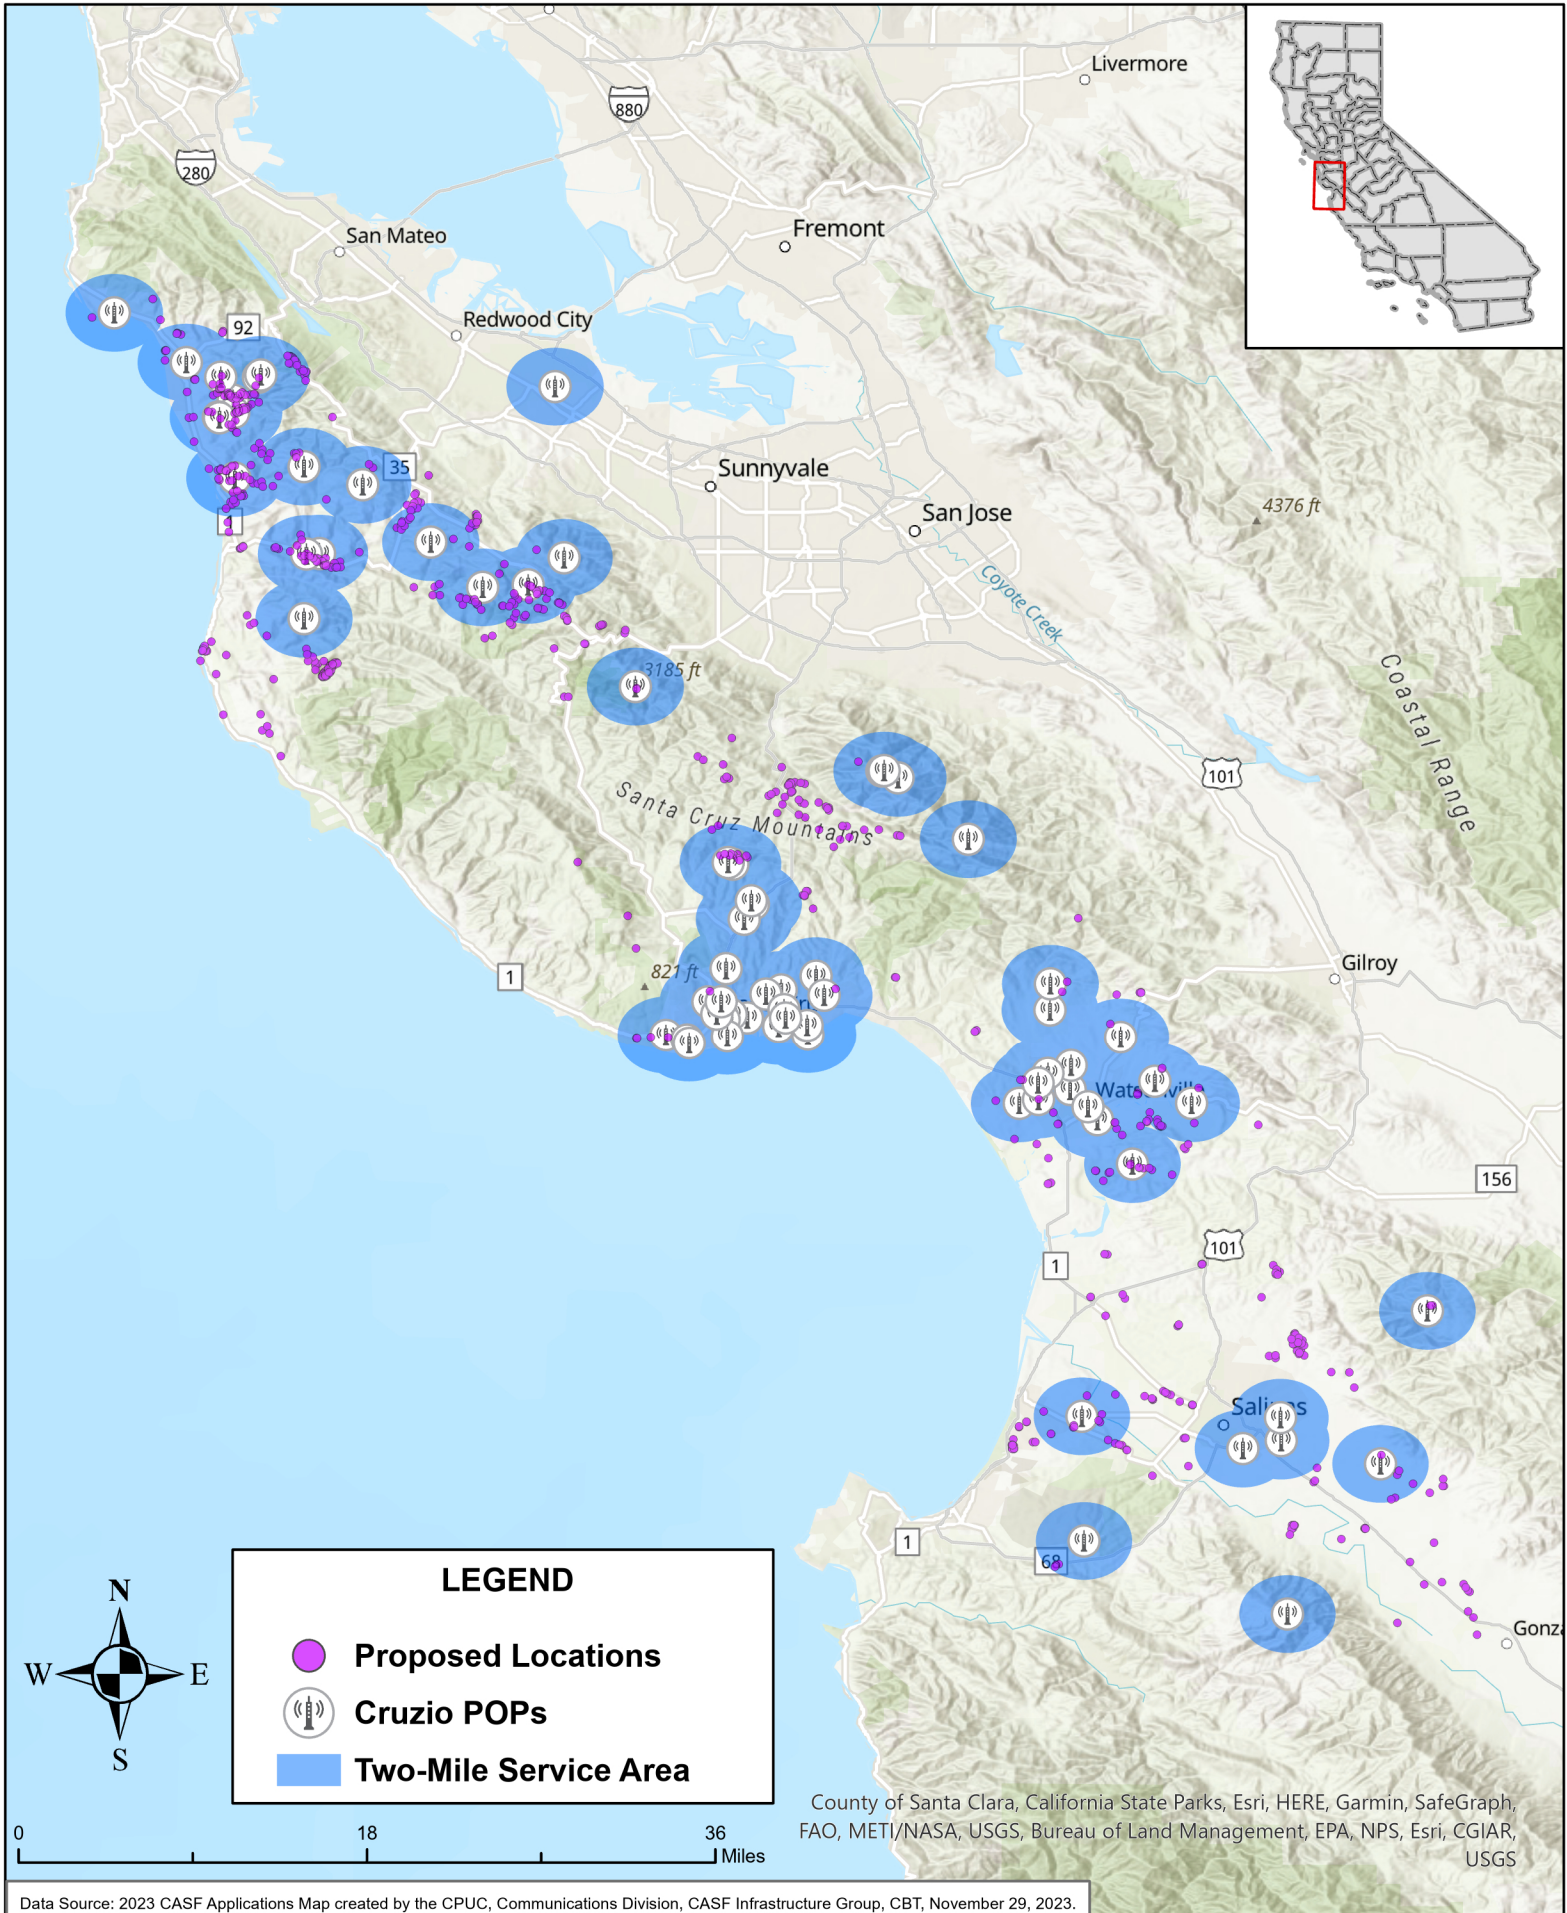 Livermore
880
280
San Mateo
Fremont
92
Redwood City
35
Sunnyvale
4376 ft
San Jose
1
Coyote Creek
3185 ft
Coastal Range
101
Santa Cruz Mountains
821 ft
1
Gilroy
Watsonville
156
101
1
Salinas
1
68
Gonz
LEGEND
Proposed Locations
Cruzio POPs
Two-Mile Service Area
N
W
E
S
County of Santa Clara, California State Parks, Esri, HERE, Garmin, SafeGraph,
FAO, METI/NASA, USGS, Bureau of Land Management, EPA, NPS, Esri, CGIAR,
USGS
0 18 36
Miles
Data Source: 2023 CASF Applications Map created by the CPUC, Communications Division, CASF Infrastructure Group, CBT, November 29, 2023.